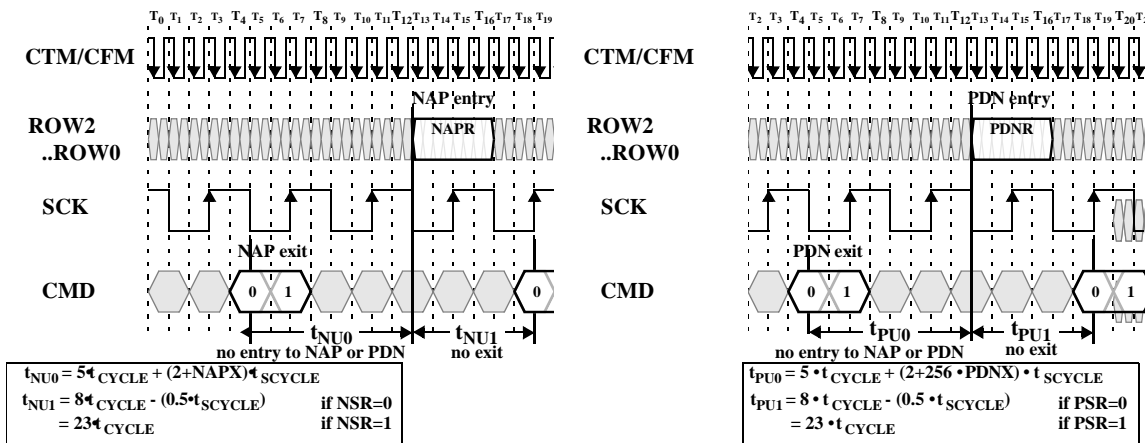 T0 T1 T2 T3 T4 T5 T6 T7 T8 T9 T10 T11 T12 T13 T14 T15 T16 T17 T18 T19
CTM/CFM
NAP entry
ROW2
..ROW0
NAPR
SCK
NAP exit
CMD
0 1 0
tNU0 tNU1
no entry to NAP or PDN no exit
tNU0 = 5•tCYCLE + (2+NAPX)•tSCYCLE
tNU1 = 8•tCYCLE - (0.5•tSCYCLE) if NSR=0
= 23•tCYCLE if NSR=1
T2 T3 T4 T5 T6 T7 T8 T9 T10 T11 T12 T13 T14 T15 T16 T17 T18 T19 T20
CTM/CFM
PDN entry
ROW2
..ROW0
PDNR
SCK
PDN exit
CMD
0 1 0 1
tPU0 tPU1
no entry to NAP or PDN no exit
tPU0 = 5 • tCYCLE + (2+256 • PDNX) • tSCYCLE
tPU1 = 8 • tCYCLE - (0.5 • tSCYCLE) if PSR=0
= 23 • tCYCLE if PSR=1